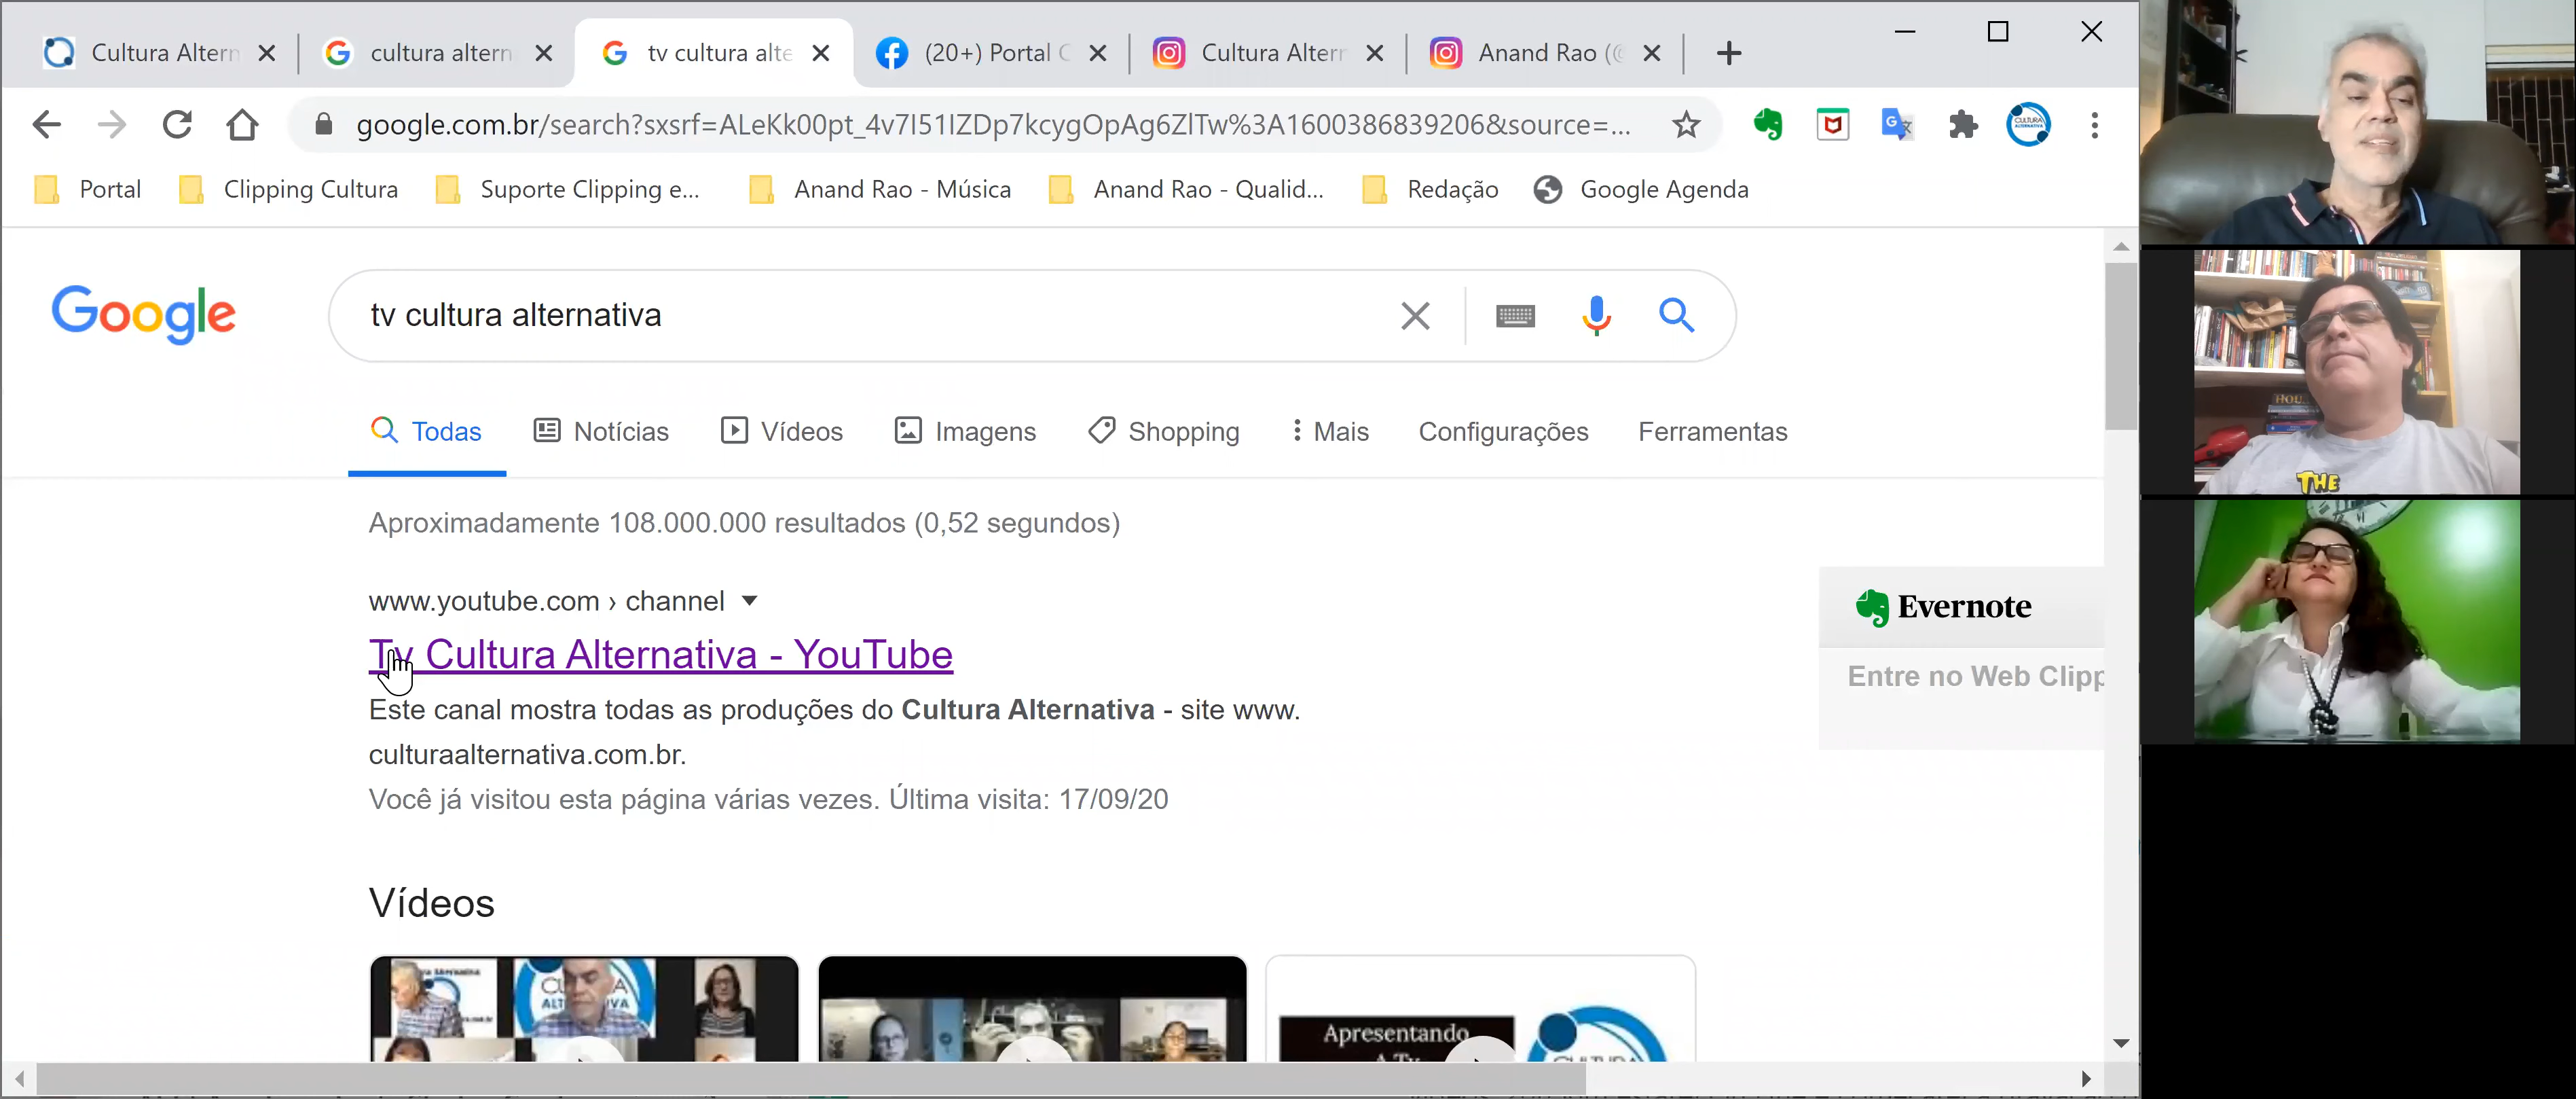 Cultura Altern
cultura altern
tv cultura alte
(20+) Portal C
Cultura Altern
Anand Rao (@
google.com.br/search?sxsrf=ALeKk00pt_4v7I51IZDp7kcygOpAg6ZlTw%3A1600386839206&source=...
Portal
Clipping Cultura
Suporte Clipping e...
Anand Rao - Música
Anand Rao - Qualid...
Redação
Google Agenda
Google
tv cultura alternativa
Todas
Notícias
Vídeos
Imagens
Shopping
Mais
Configurações
Ferramentas
Aproximadamente 108.000.000 resultados (0,52 segundos)
www.youtube.com › channel
Tv Cultura Alternativa - YouTube
Este canal mostra todas as produções do Cultura Alternativa - site www.
culturaalternativa.com.br.
Você já visitou esta página várias vezes. Última visita: 17/09/20
Evernote
Entre no Web Clipp
Vídeos
Apresentando
A Tv
THE
HOU